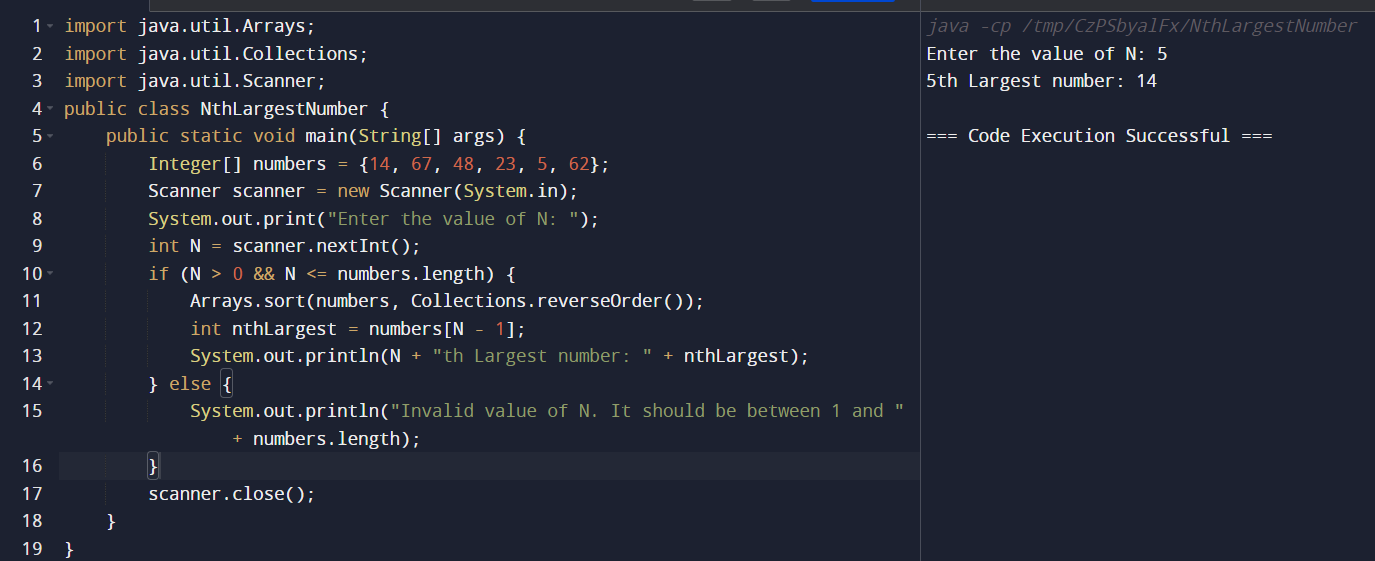 1 import java.util.Arrays;
2 import java.util.Collections;
3 import java.util.Scanner;
4 public class NthLargestNumber {
5     public static void main(String[] args) {
6         Integer[] numbers = {14, 67, 48, 23, 5, 62};
7         Scanner scanner = new Scanner(System.in);
8         System.out.print("Enter the value of N: ");
9         int N = scanner.nextInt();
10         if (N > 0 && N <= numbers.length) {
11             Arrays.sort(numbers, Collections.reverseOrder());
12             int nthLargest = numbers[N - 1];
13             System.out.println(N + "th Largest number: " + nthLargest);
14         } else {
15             System.out.println("Invalid value of N. It should be between 1 and "
                + numbers.length);
16         }
17         scanner.close();
18     }
19 }
java -cp /tmp/CzPSbyalFx/NthLargestNumber
Enter the value of N: 5
5th Largest number: 14
=== Code Execution Successful ===